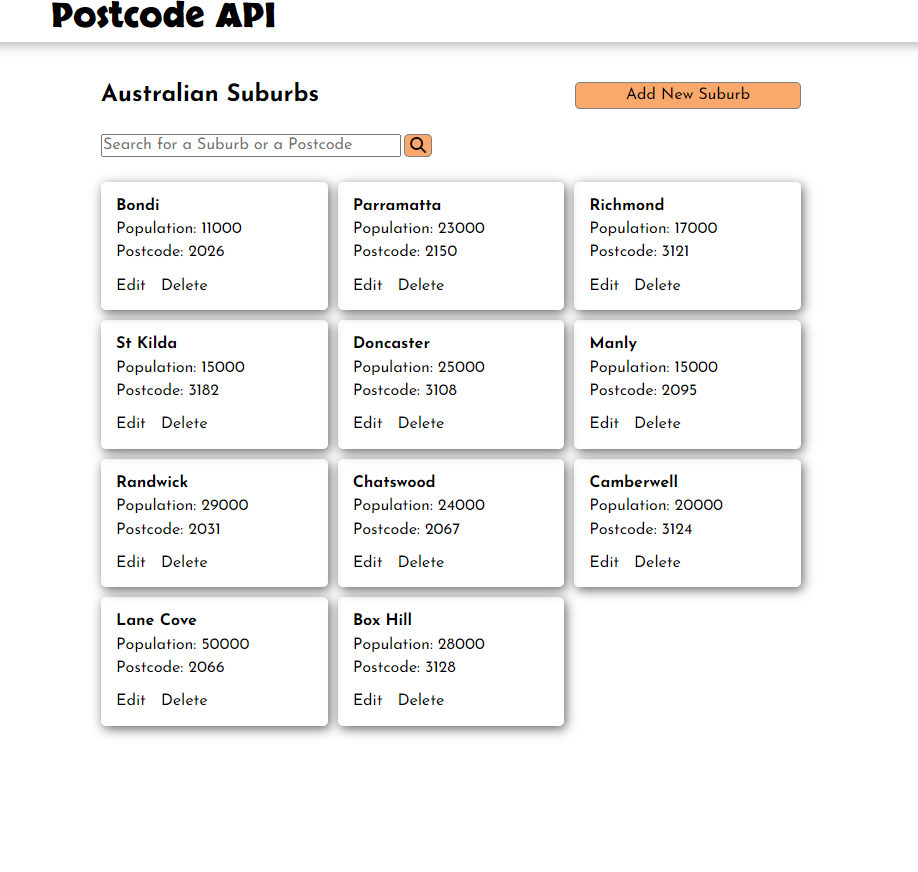 Postcode API
Australian Suburbs
Add New Suburb
Search for a Suburb or a Postcode
Bondi
Population: 11000
Postcode: 2026
Edit Delete
Parramatta
Population: 23000
Postcode: 2150
Edit Delete
Richmond
Population: 17000
Postcode: 3121
Edit Delete
St Kilda
Population: 15000
Postcode: 3182
Edit Delete
Doncaster
Population: 25000
Postcode: 3108
Edit Delete
Manly
Population: 15000
Postcode: 2095
Edit Delete
Randwick
Population: 29000
Postcode: 2031
Edit Delete
Chatswood
Population: 24000
Postcode: 2067
Edit Delete
Camberwell
Population: 20000
Postcode: 3124
Edit Delete
Lane Cove
Population: 50000
Postcode: 2066
Edit Delete
Box Hill
Population: 28000
Postcode: 3128
Edit Delete